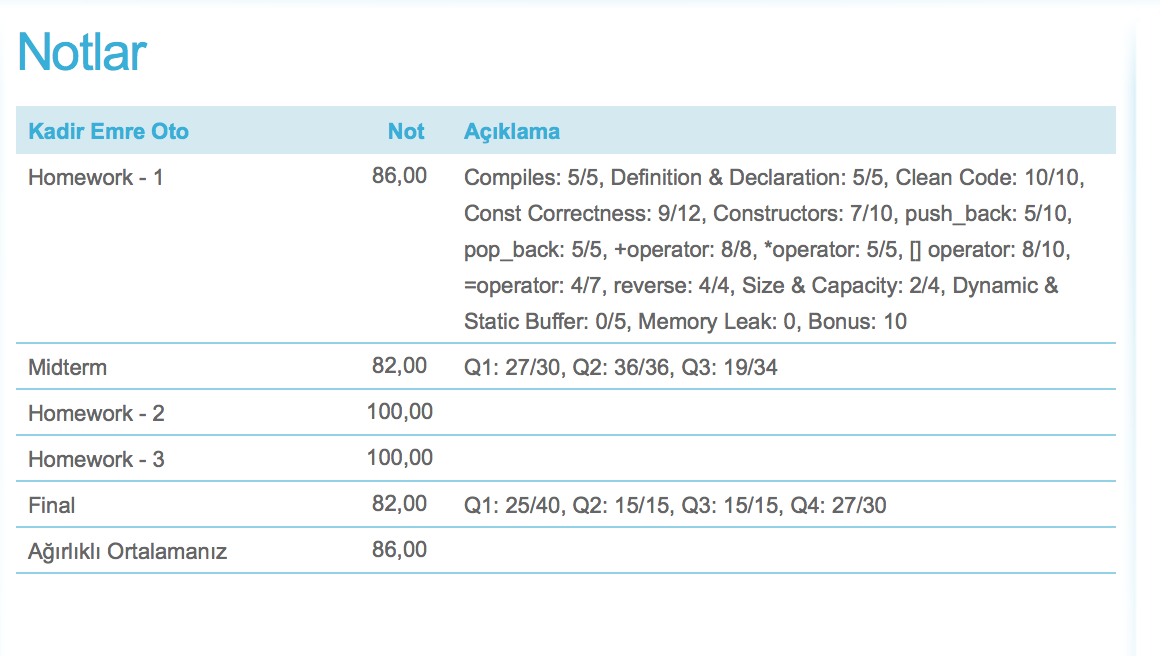 Notlar
Kadir Emre Oto Not Açıklama
Homework - 1 86,00 Compiles: 5/5, Definition & Declaration: 5/5, Clean Code: 10/10,
Const Correctness: 9/12, Constructors: 7/10, push_back: 5/10,
pop_back: 5/5, +operator: 8/8, *operator: 5/5, [] operator: 8/10,
=operator: 4/7, reverse: 4/4, Size & Capacity: 2/4, Dynamic &
Static Buffer: 0/5, Memory Leak: 0, Bonus: 10
Midterm 82,00 Q1: 27/30, Q2: 36/36, Q3: 19/34
Homework - 2 100,00
Homework - 3 100,00
Final 82,00 Q1: 25/40, Q2: 15/15, Q3: 15/15, Q4: 27/30
Ağırlıklı Ortalamanız 86,00